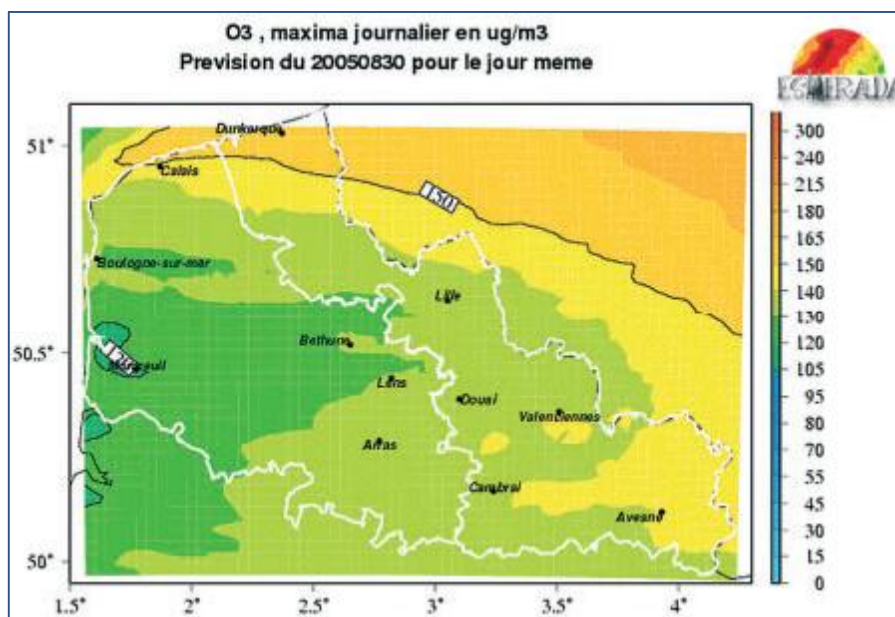 O3 , maxima journalier en ug/m3
Prevision du 20050830 pour le jour meme
ESMERALDA
51°
50.5°
50°
1.5°
2°
2.5°
3°
3.5°
4°
Dunkerque
Calais
150
Boulogne-sur-mer
Lille
Bethune
Montreuil
Lens
Douai
Valenciennes
Arras
Cambrai
Avesne
300
240
215
180
165
150
140
130
120
105
95
80
70
55
45
30
15
0